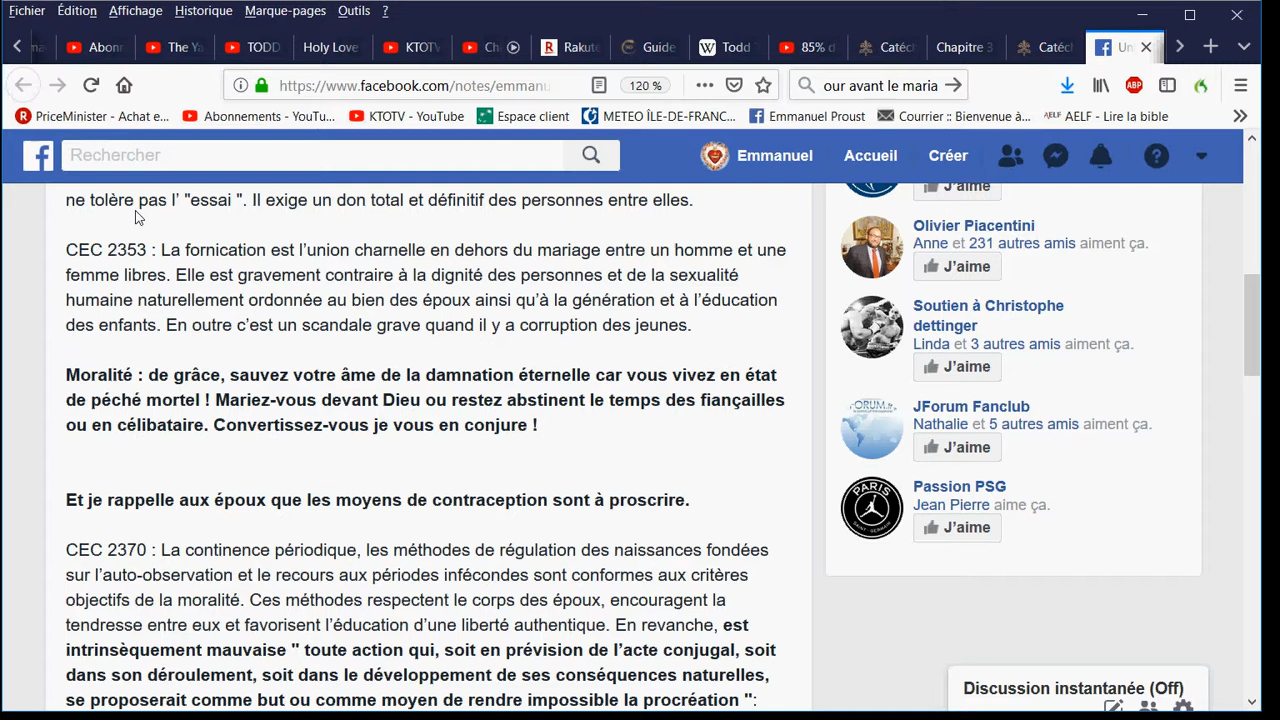 Fichier Édition Affichage Historique Marque-pages Outils ?
Abonn The Ya TODD Holy Love KTOTV Cha Rakute Guide Todd 85% d Catéch Chapitre 3 Catéch Un
https://www.facebook.com/notes/emmanu 120 % our avant le maria
PriceMinister - Achat e... Abonnements - YouTu... KTOTV - YouTube Espace client METEO ÎLE-DE-FRANC... Emmanuel Proust Courrier :: Bienvenue à... AELF - Lire la bible
Rechercher Emmanuel Accueil Créer
ne tolère pas l' "essai ". Il exige un don total et définitif des personnes entre elles.
CEC 2353 : La fornication est l'union charnelle en dehors du mariage entre un homme et une
femme libres. Elle est gravement contraire à la dignité des personnes et de la sexualité
humaine naturellement ordonnée au bien des époux ainsi qu'à la génération et à l'éducation
des enfants. En outre c'est un scandale grave quand il y a corruption des jeunes.
Moralité : de grâce, sauvez votre âme de la damnation éternelle car vous vivez en état
de péché mortel ! Mariez-vous devant Dieu ou restez abstinent le temps des fiançailles
ou en célibataire. Convertissez-vous je vous en conjure !
Et je rappelle aux époux que les moyens de contraception sont à proscrire.
CEC 2370 : La continence périodique, les méthodes de régulation des naissances fondées
sur l'auto-observation et le recours aux périodes infécondes sont conformes aux critères
objectifs de la moralité. Ces méthodes respectent le corps des époux, encouragent la
tendresse entre eux et favorisent l'éducation d'une liberté authentique. En revanche, est
intrinsèquement mauvaise " toute action qui, soit en prévision de l'acte conjugal, soit
dans son déroulement, soit dans le développement de ses conséquences naturelles,
se proposerait comme but ou comme moyen de rendre impossible la procréation ":
J'aime
Olivier Piacentini
Anne et 231 autres amis aiment ça.
J'aime
Soutien à Christophe
dettinger
Linda et 3 autres amis aiment ça.
J'aime
JForum Fanclub
Nathalie et 5 autres amis aiment ça.
J'aime
Passion PSG
Jean Pierre aime ça.
J'aime
Discussion instantanée (Off)